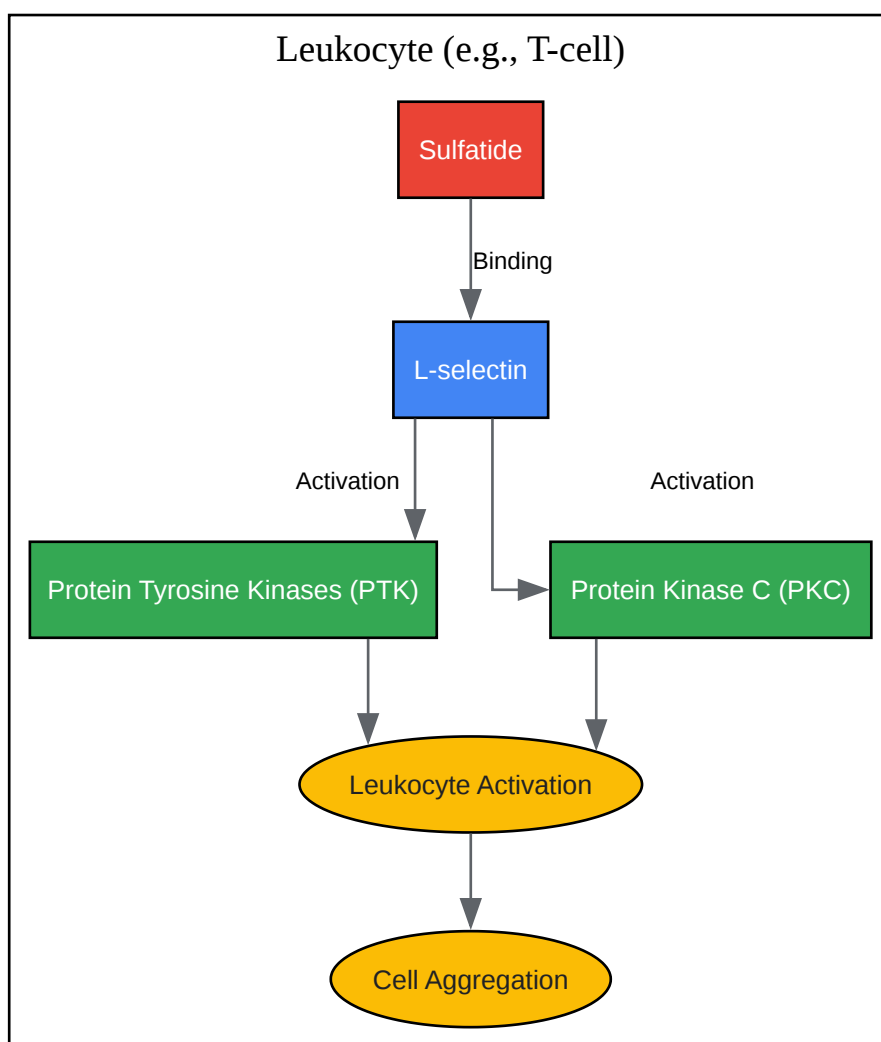 Leukocyte (e.g., T-cell)
Sulfatide
Binding
L-selectin
Activation
Activation
Protein Tyrosine Kinases (PTK)
Protein Kinase C (PKC)
Leukocyte Activation
Cell Aggregation